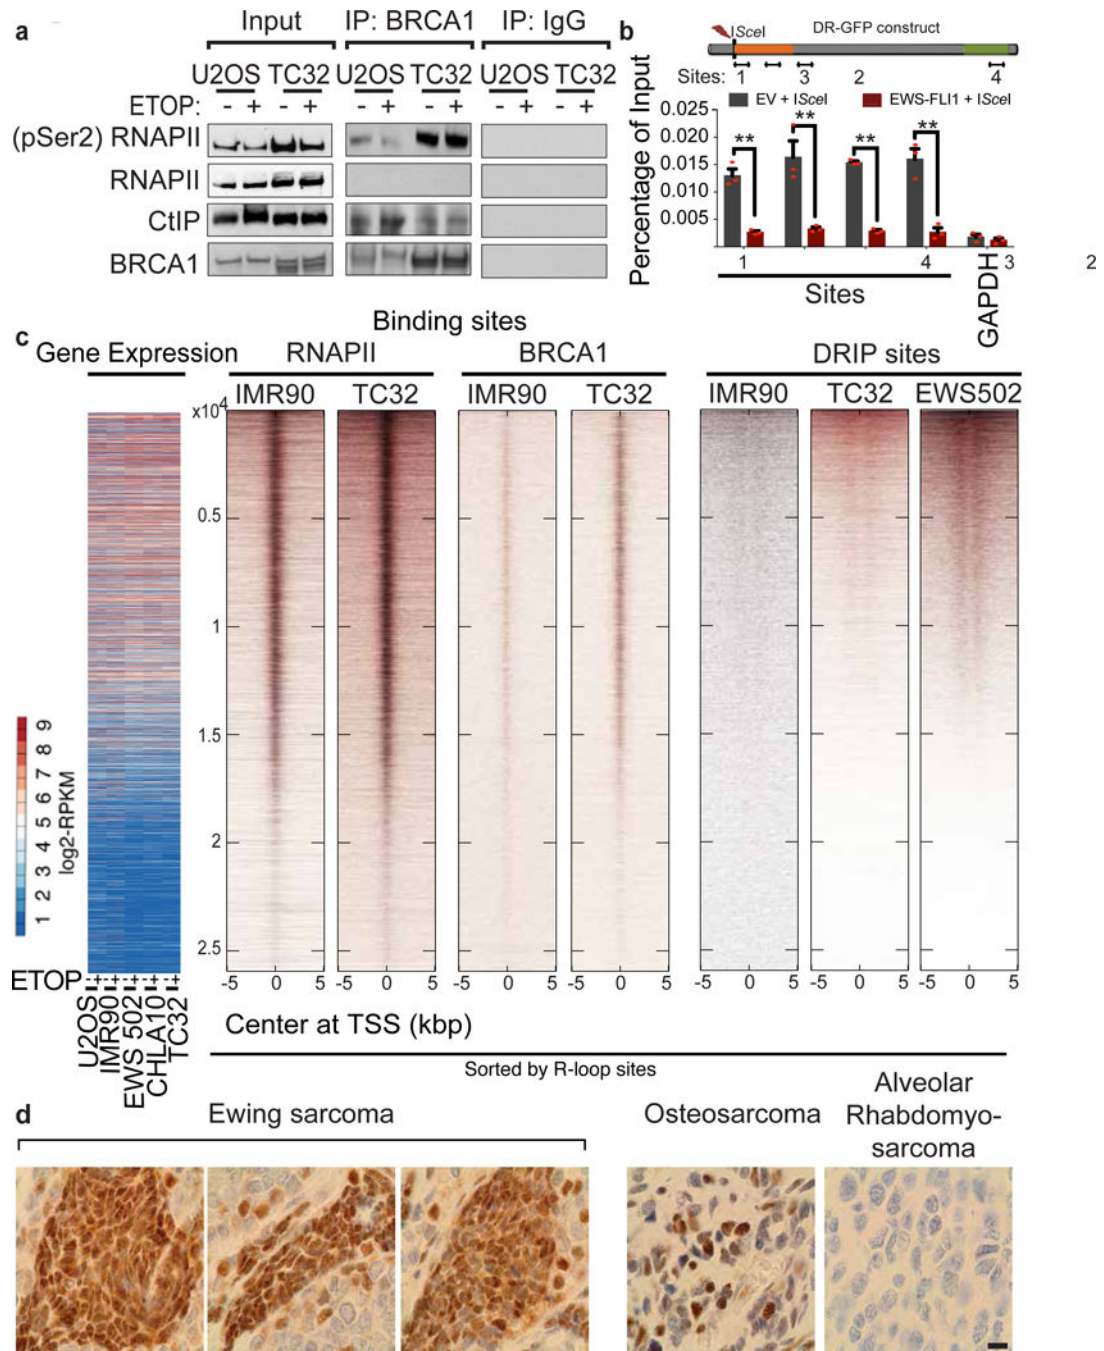 a
Input
IP: BRCA1
IP: IgG
U2OS TC32 U2OS TC32 U2OS TC32
ETOP: - + - + - + - + - + - +
(pSer2) RNAPII
RNAPII
CtIP
BRCA1
b
ISceI
DR-GFP construct
Sites: 1 3 2 4
EV + ISceI
EWS-FLI1 + ISceI
Percentage of Input
0.025
0.020
0.015
0.010
0.005
** ** ** **
1 4 3 2
Sites
GAPDH
c
Binding sites
Gene Expression
RNAPII
BRCA1
DRIP sites
IMR90 TC32 IMR90 TC32 IMR90 TC32 EWS502
x10⁴
0.5
1
1.5
2
2.5
9
8
7
6
5
4
3
2
1
log2-RPKM
ETOP -+-+-+-+-+
U2OS
IMR90
EWS 502
CHLA10
TC32
-5 0 5 -5 0 5 -5 0 5 -5 0 5 -5 0 5 -5 0 5 -5 0 5
Center at TSS (kbp)
Sorted by R-loop sites
d
Ewing sarcoma
Osteosarcoma
Alveolar
Rhabdomyo-
sarcoma